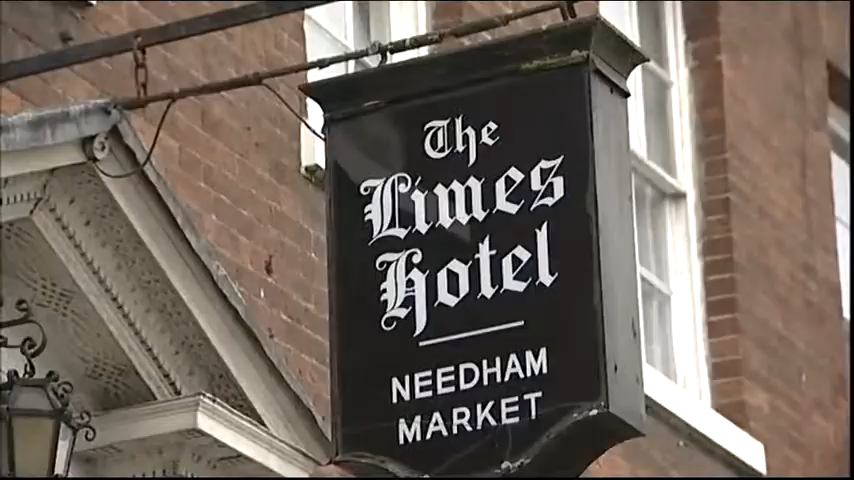 The
Limes
Hotel
NEEDHAM
MARKET